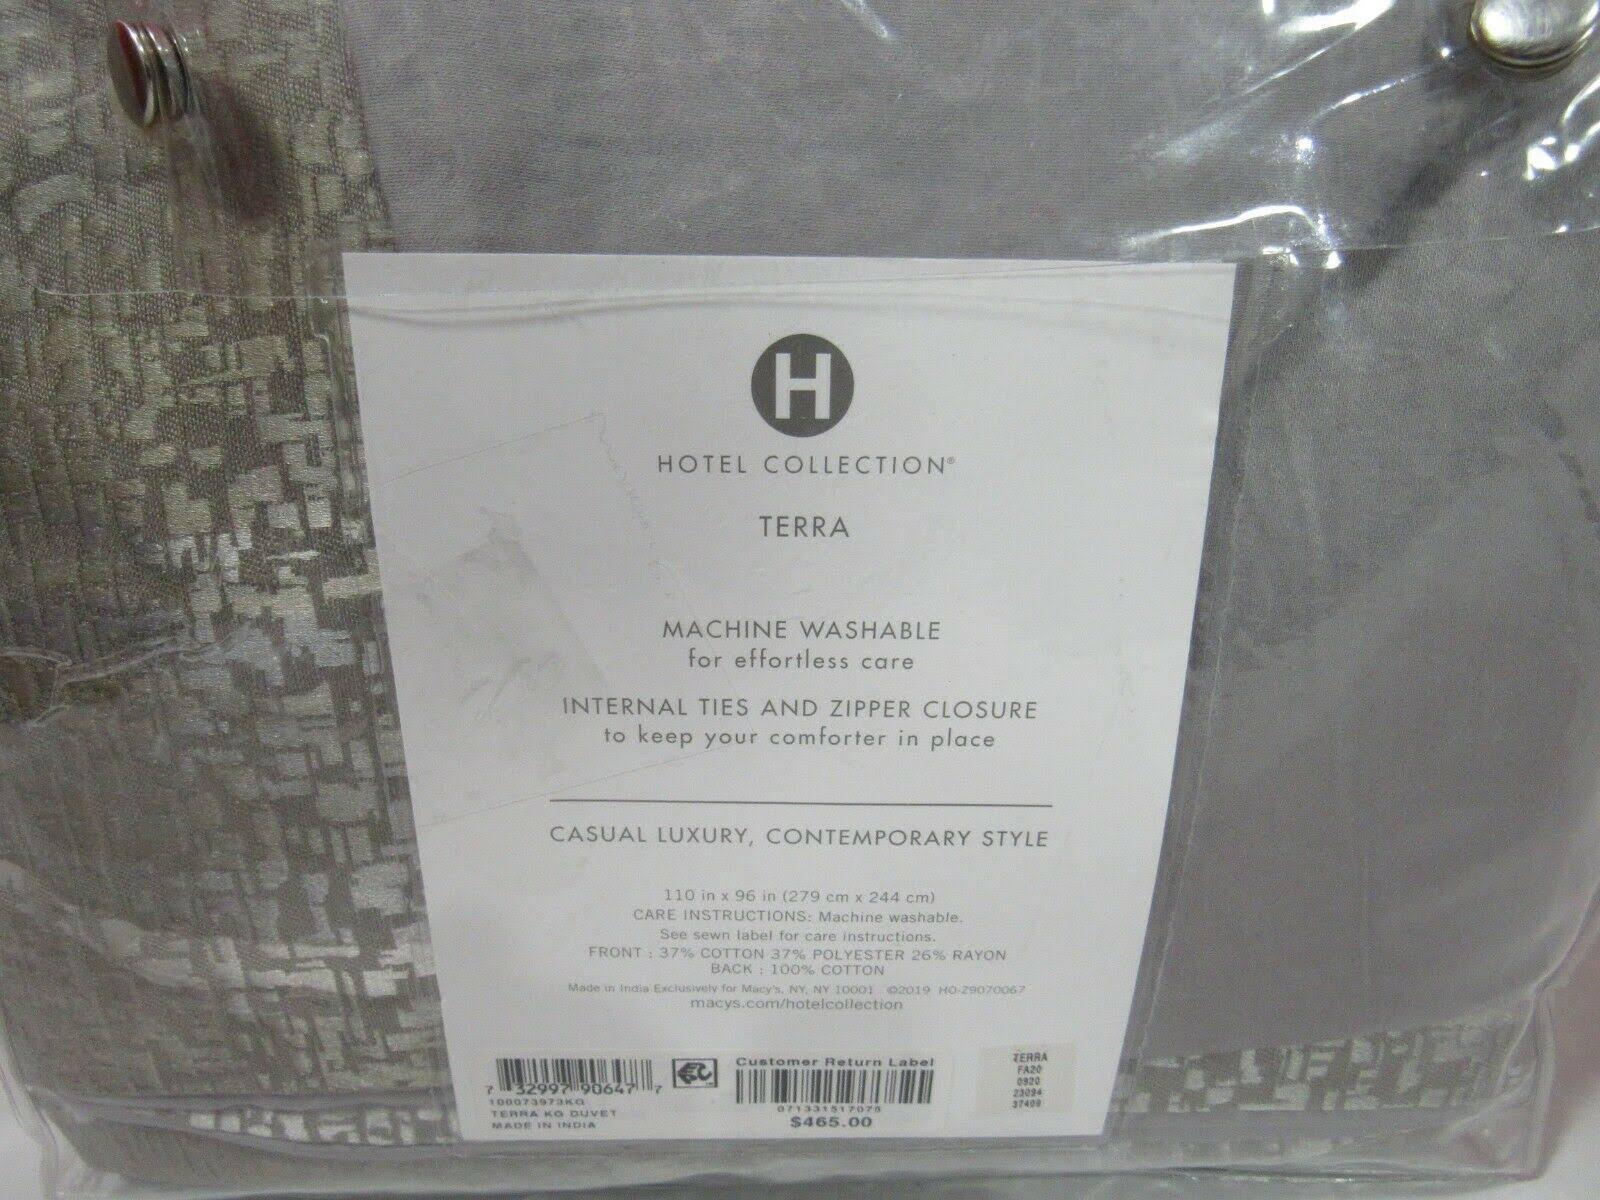 H
HOTEL COLLECTION®
TERRA
MACHINE WASHABLE
for effortless care
INTERNAL TIES AND ZIPPER CLOSURE
to keep your comforter in place
CASUAL LUXURY, CONTEMPORARY STYLE
110 in x 96 in (279 cm x 244 cm)
CARE INSTRUCTIONS: Machine washable.
See sewn label for care instructions.
FRONT : 37% COTTON 37% POLYESTER 26% RAYON
BACK : 100% COTTON
Made in India Exclusively for Macy's, NY, NY 10001 ©2019 HO-Z9070067
macys.com/hotelcollection
7 32997 90647 7
100073973KG
TERRA KG DUVET
MADE IN INDIA
Customer Return Label
071331517075
$465.00
TERRA
FA20
0920
23094
37409